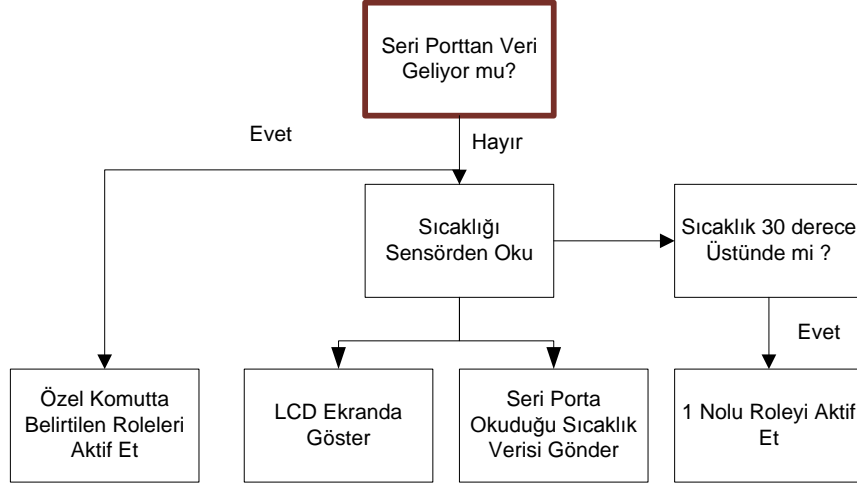 Seri Porttan Veri
Geliyor mu?
Evet
Hayır
Sıcaklığı
Sensörden Oku
Sıcaklık 30 derece
Üstünde mi ?
Evet
Özel Komutta
Belirtilen Roleleri
Aktif Et
LCD Ekranda
Göster
Seri Porta
Okuduğu Sıcaklık
Verisi Gönder
1 Nolu Roleyi Aktif
Et